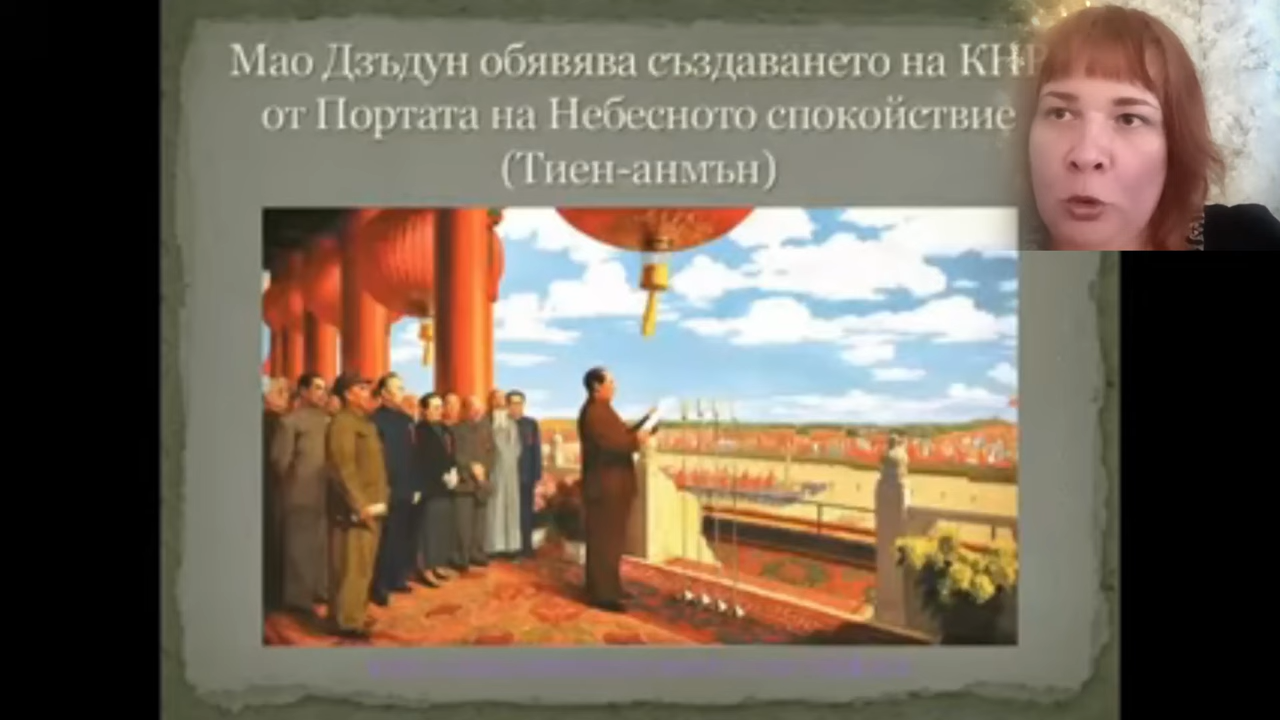 Мао Дзъдун обявява създаването на КНР
от Портата на Небесното спокойствие
(Тиен-анмън)